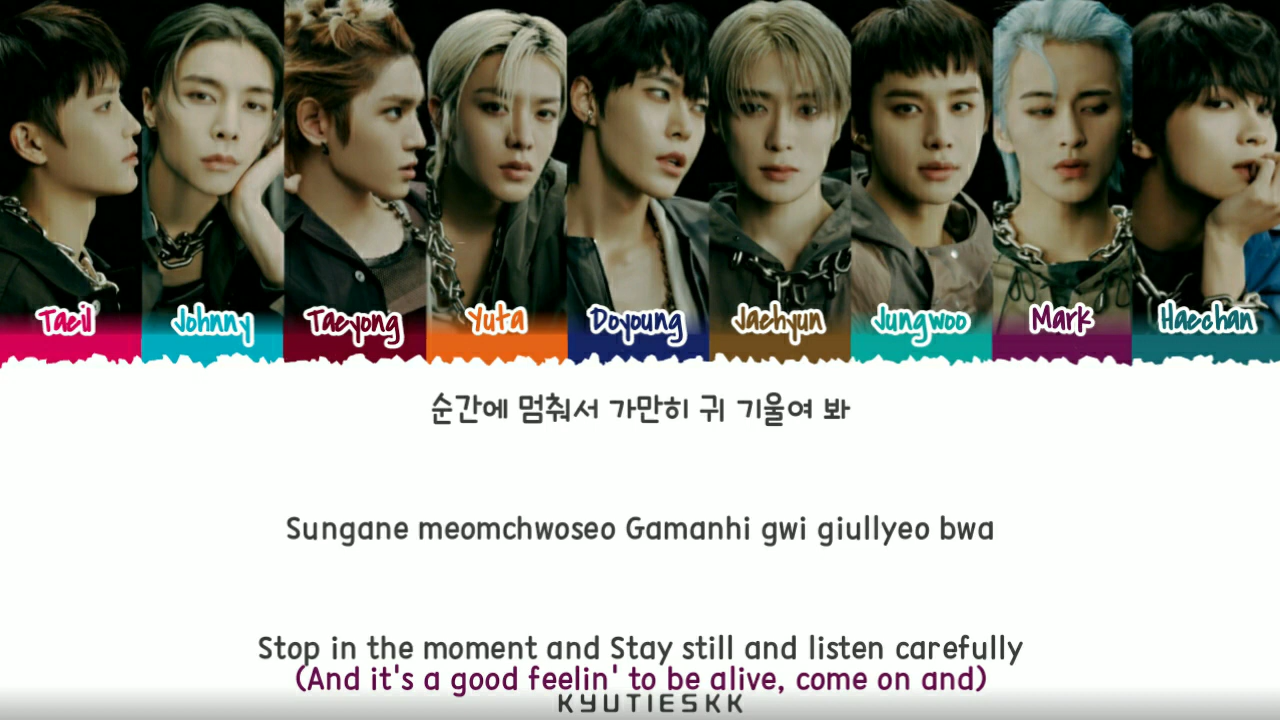 Taeil Johnny Taeyong Yuta Doyoung Jaehyun Jungwoo Mark Haechan
순간에 멈춰서 가만히 귀 기울여 봐
Sungane meomchwoseo Gamanhi gwi giullyeo bwa
Stop in the moment and Stay still and listen carefully
(And it's a good feelin' to be alive, come on and)
KYUTIESKK